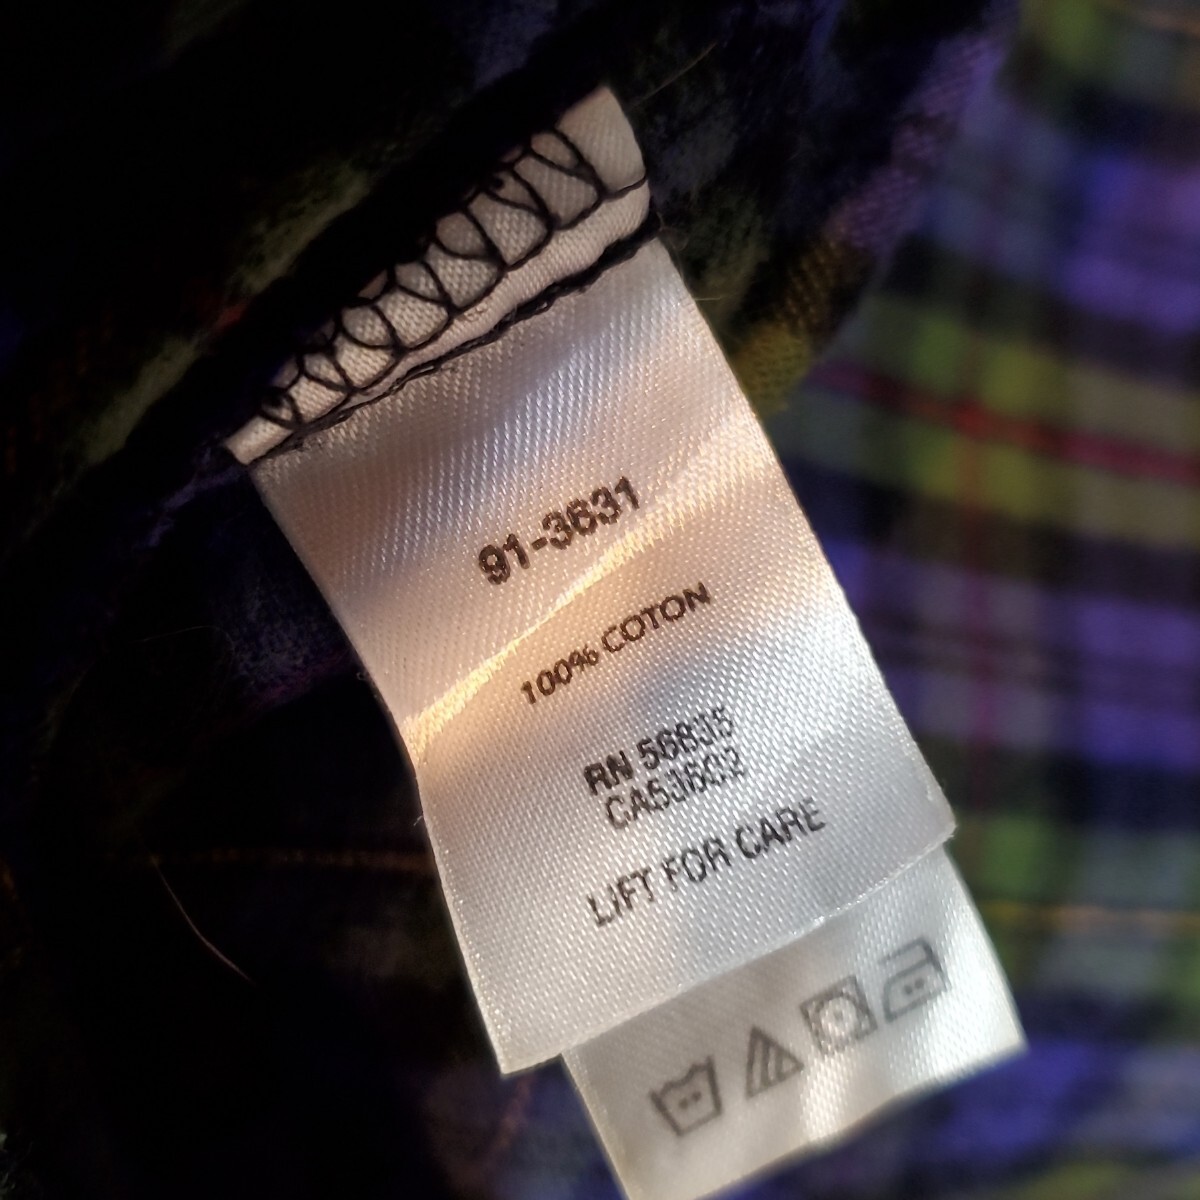 91-3631
100% COTON
RN 56835
CA53602
LIFT FOR CARE